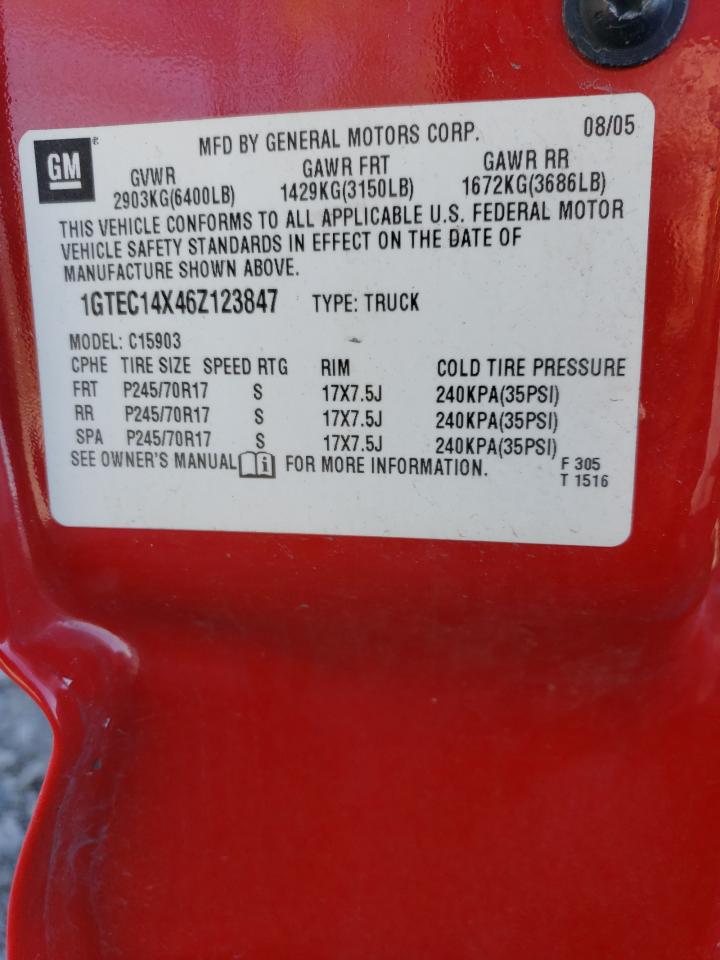 MFD BY GENERAL MOTORS CORP. 08/05
GM
GVWR GAWR FRT GAWR RR
2903KG(6400LB) 1429KG(3150LB) 1672KG(3686LB)
THIS VEHICLE CONFORMS TO ALL APPLICABLE U.S. FEDERAL MOTOR
VEHICLE SAFETY STANDARDS IN EFFECT ON THE DATE OF
MANUFACTURE SHOWN ABOVE.
1GTEC14X46Z123847 TYPE: TRUCK
MODEL: C15903
CPHE TIRE SIZE SPEED RTG RIM COLD TIRE PRESSURE
FRT P245/70R17 S 17X7.5J 240KPA(35PSI)
RR P245/70R17 S 17X7.5J 240KPA(35PSI)
SPA P245/70R17 S 17X7.5J 240KPA(35PSI)
SEE OWNER'S MANUAL i FOR MORE INFORMATION. F 305
T 1516